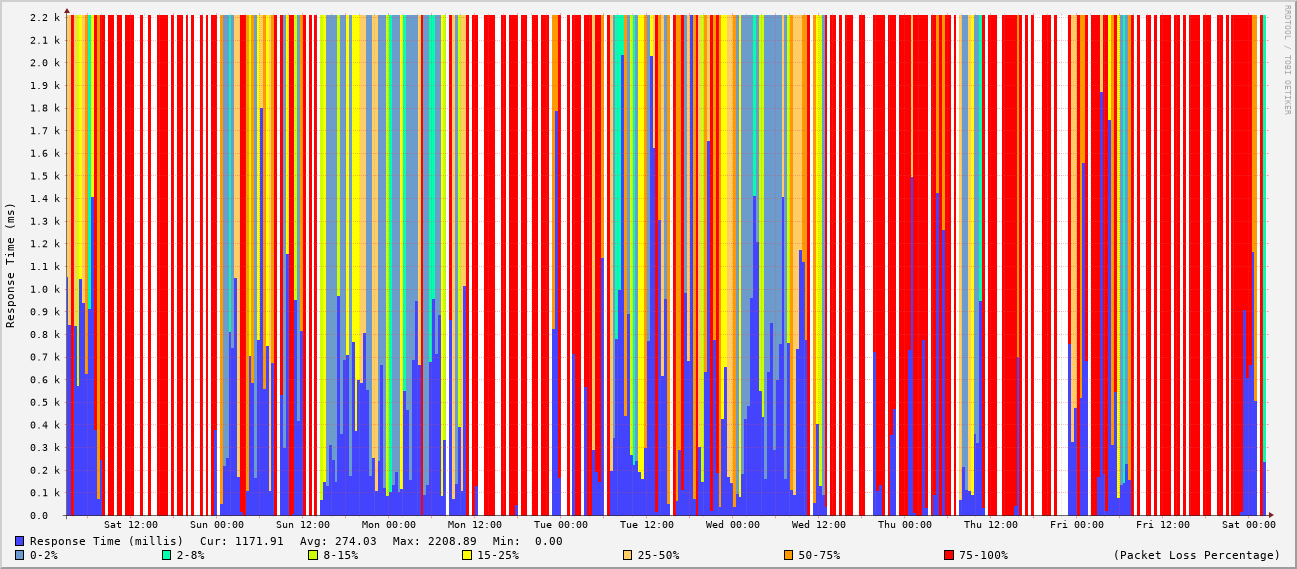 RRDTOOL / TOBI OETIKER
Response Time (ms)
2.2 k
2.1 k
2.0 k
1.9 k
1.8 k
1.7 k
1.6 k
1.5 k
1.4 k
1.3 k
1.2 k
1.1 k
1.0 k
0.9 k
0.8 k
0.7 k
0.6 k
0.5 k
0.4 k
0.3 k
0.2 k
0.1 k
0.0
Sat 12:00 Sun 00:00 Sun 12:00 Mon 00:00 Mon 12:00 Tue 00:00 Tue 12:00 Wed 00:00 Wed 12:00 Thu 00:00 Thu 12:00 Fri 00:00 Fri 12:00 Sat 00:00
Response Time (millis) Cur: 1171.91 Avg: 274.03 Max: 2208.89 Min: 0.00
0-2% 2-8% 8-15% 15-25% 25-50% 50-75% 75-100% (Packet Loss Percentage)